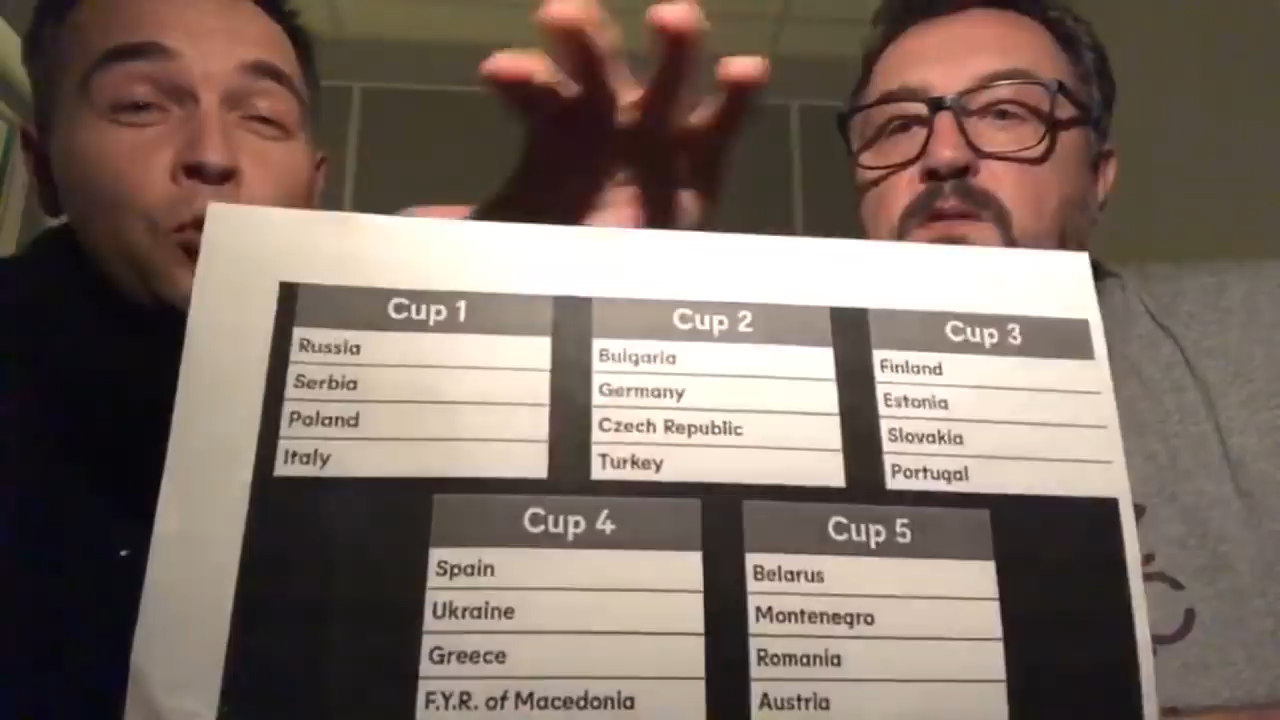 Cup 1
Russia
Serbia
Poland
Italy
Cup 2
Bulgaria
Germany
Czech Republic
Turkey
Cup 3
Finland
Estonia
Slovakia
Portugal
Cup 4
Spain
Ukraine
Greece
F.Y.R. of Macedonia
Cup 5
Belarus
Montenegro
Romania
Austria